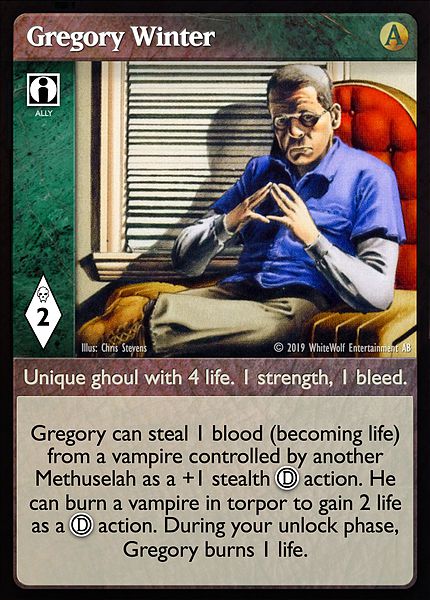 Gregory Winter
A
ALLY
2
Illus: Chris Stevens
© 2019 WhiteWolf Entertainment AB
Unique ghoul with 4 life. 1 strength, 1 bleed.
Gregory can steal 1 blood (becoming life)
from a vampire controlled by another
Methuselah as a +1 stealth Ⓓ action. He
can burn a vampire in torpor to gain 2 life
as a Ⓓ action. During your unlock phase,
Gregory burns 1 life.